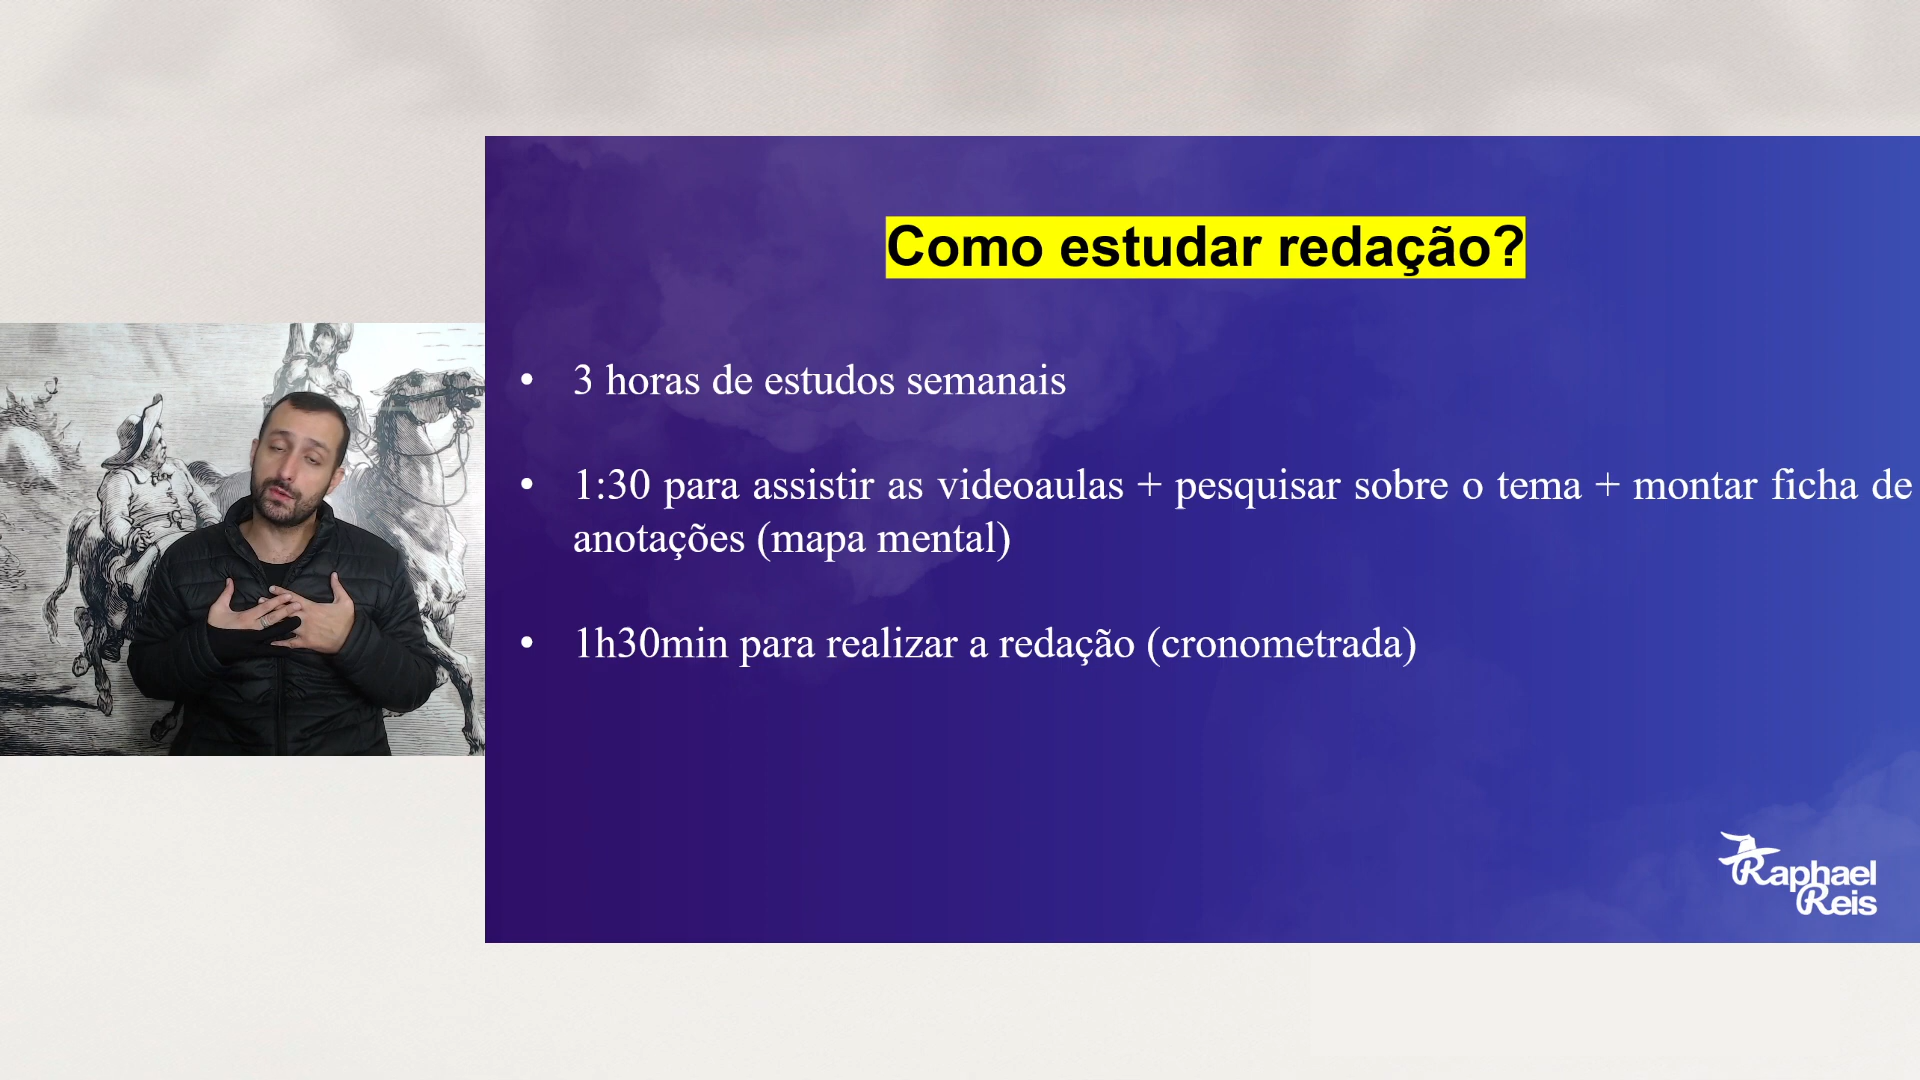 Como estudar redação?
• 3 horas de estudos semanais
• 1:30 para assistir as videoaulas + pesquisar sobre o tema + montar ficha de
anotações (mapa mental)
• 1h30min para realizar a redação (cronometrada)
Raphael
Reis